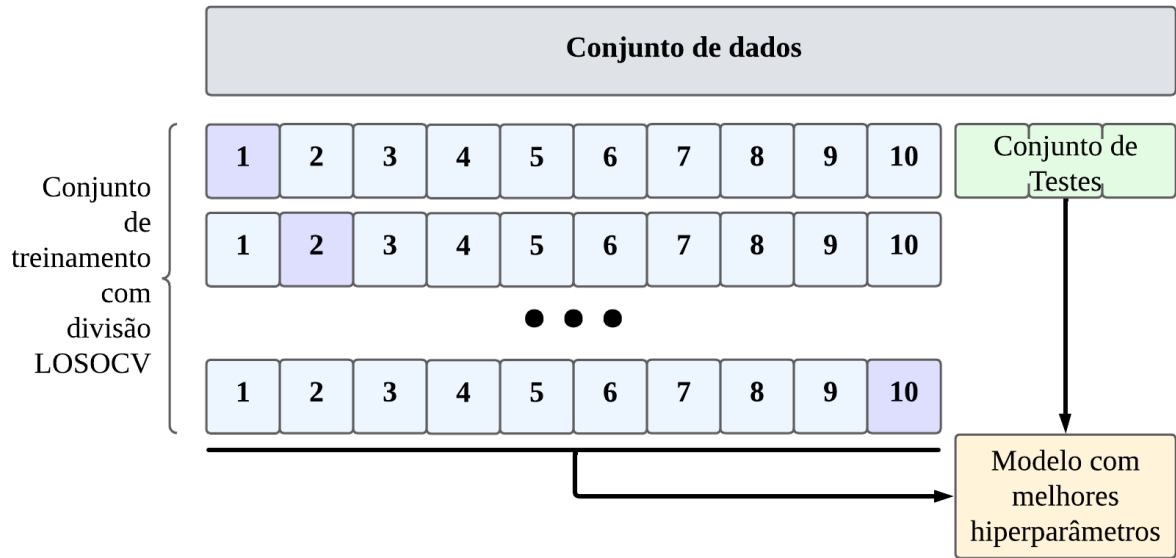 Conjunto de dados
Conjunto
de
treinamento
com
divisão
LOSOCV
1 2 3 4 5 6 7 8 9 10
Conjunto de
Testes
1 2 3 4 5 6 7 8 9 10
1 2 3 4 5 6 7 8 9 10
Modelo com
melhores
hiperparâmetros